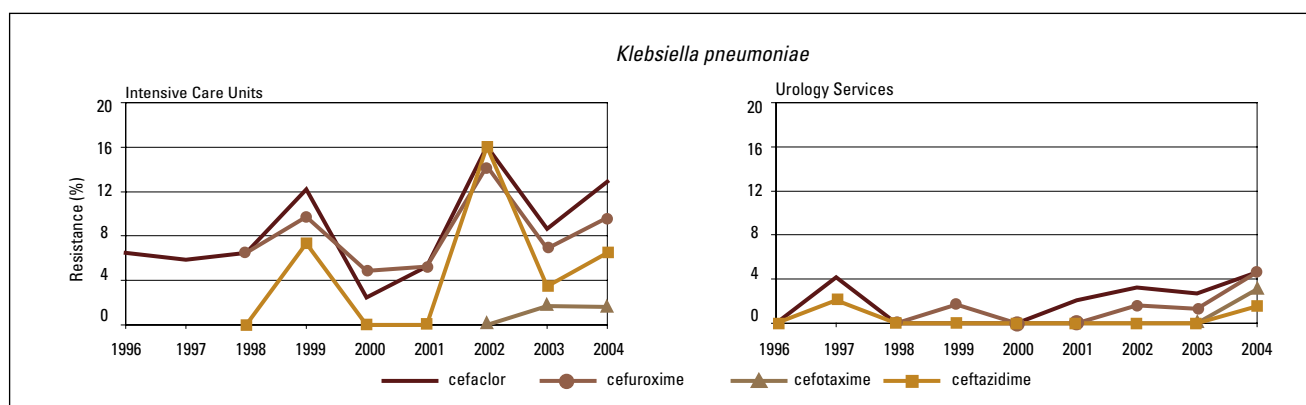 Klebsiella pneumoniae
Intensive Care Units
Resistance (%)
20
16
12
8
4
0
1996 1997 1998 1999 2000 2001 2002 2003 2004
Urology Services
20
16
12
8
4
0
1996 1997 1998 1999 2000 2001 2002 2003 2004
cefaclor cefuroxime cefotaxime ceftazidime